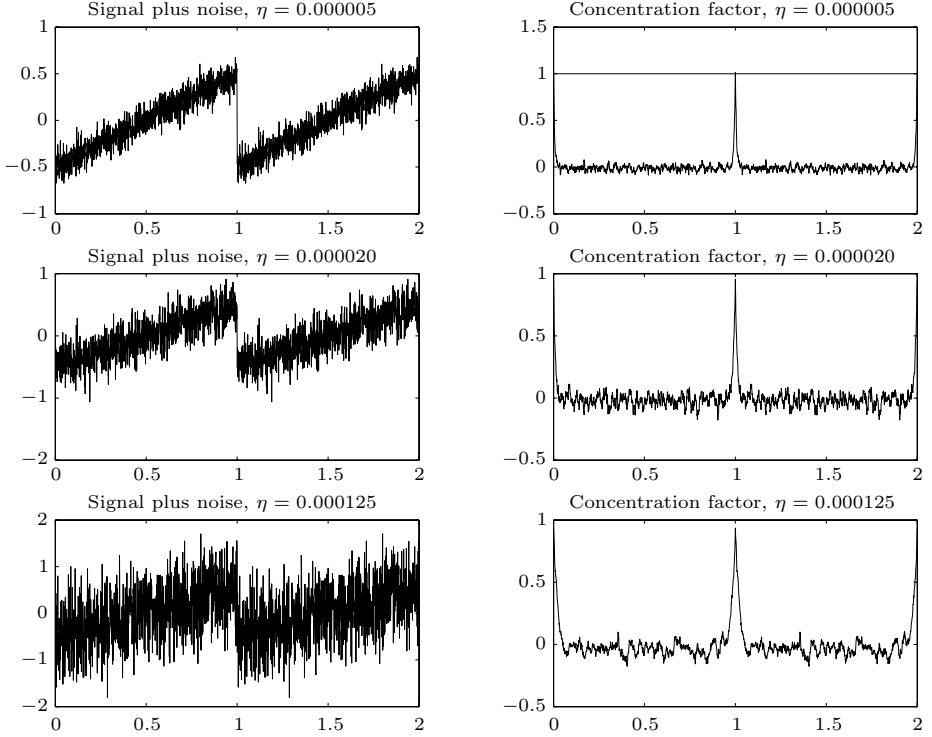 Signal plus noise, η = 0.000005
1
0.5
0
−0.5
−1
0 0.5 1 1.5 2
Concentration factor, η = 0.000005
1.5
1
0.5
0
−0.5
0 0.5 1 1.5 2
Signal plus noise, η = 0.000020
1
0
−1
−2
0 0.5 1 1.5 2
Concentration factor, η = 0.000020
1
0.5
0
−0.5
0 0.5 1 1.5 2
Signal plus noise, η = 0.000125
2
1
0
−1
−2
0 0.5 1 1.5 2
Concentration factor, η = 0.000125
1
0.5
0
−0.5
0 0.5 1 1.5 2